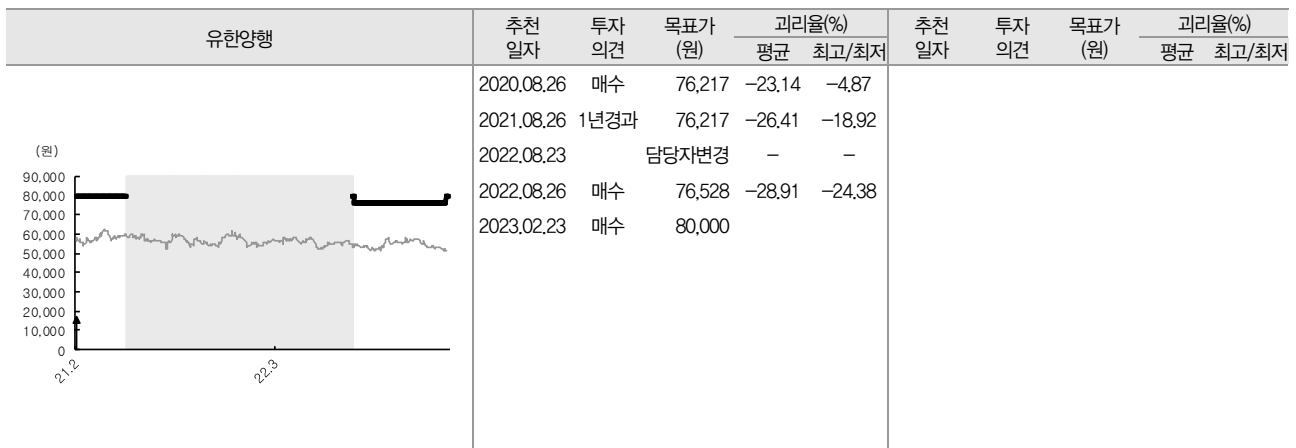 유한양행
추천 일자 투자 의견 목표가 (원) 괴리율(%) 평균 최고/최저 추천 일자 투자 의견 목표가 (원) 괴리율(%) 평균 최고/최저
2020.08.26 매수 76,217 -23.14 -4.87
2021.08.26 1년경과 76,217 -26.41 -18.92
2022.08.23 담당자변경 - -
2022.08.26 매수 76,528 -28.91 -24.38
2023.02.23 매수 80,000
(원)
90,000
80,000
70,000
60,000
50,000
40,000
30,000
20,000
10,000
0
21.2 22.3